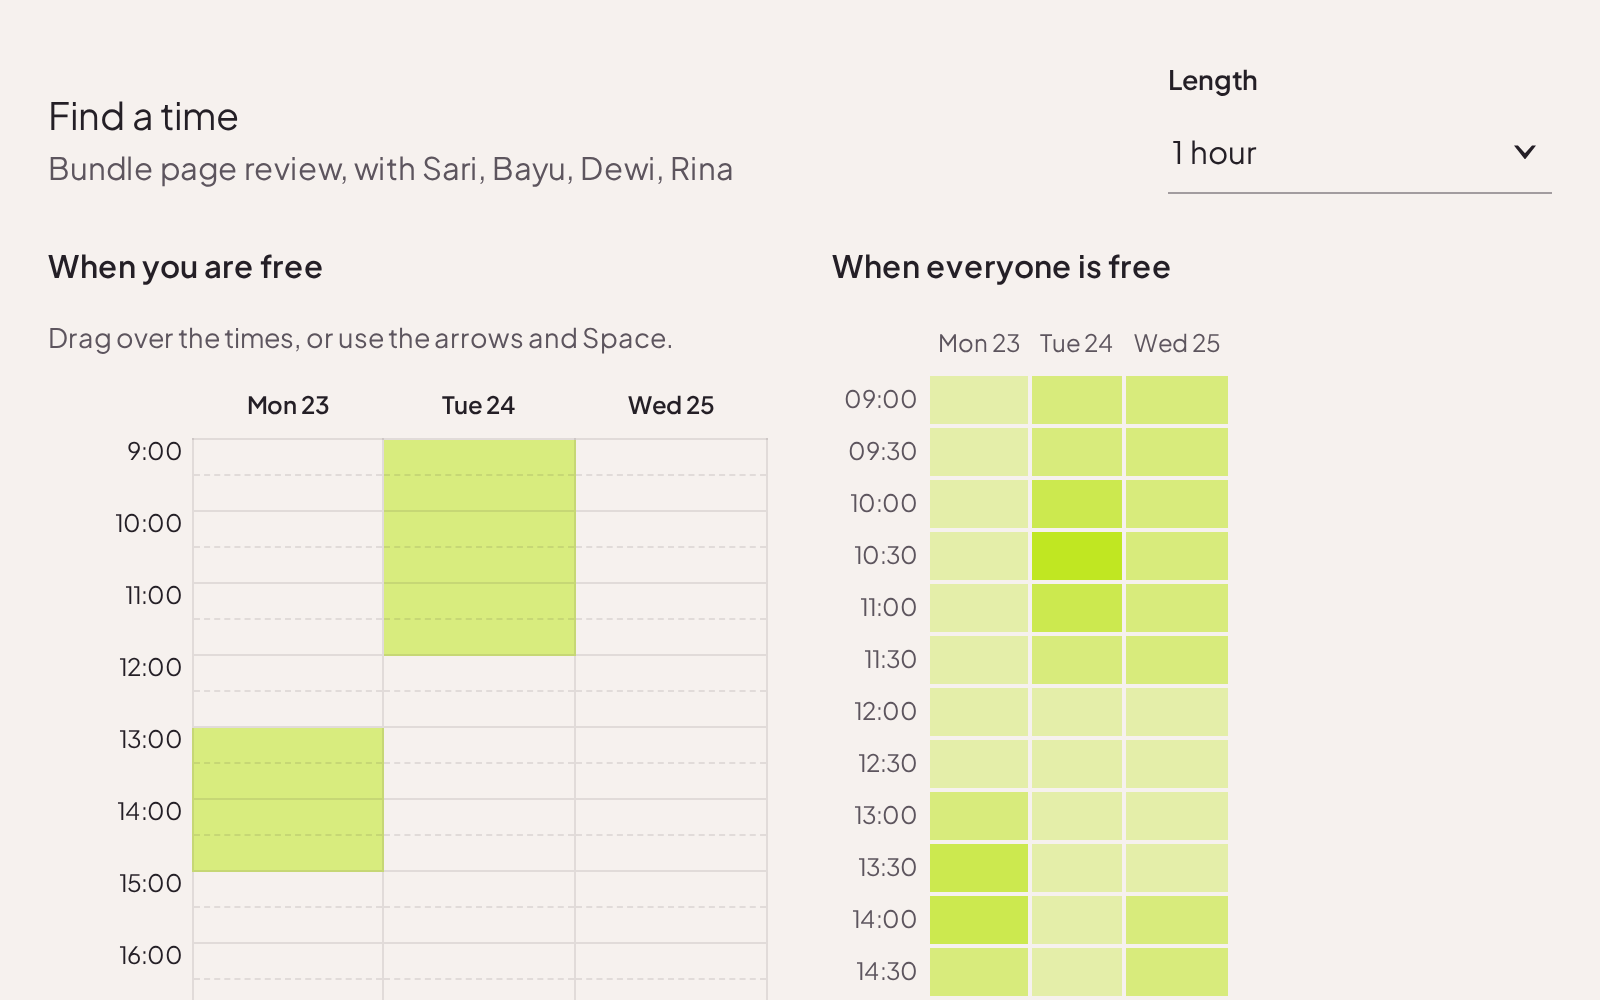 Find a time
Bundle page review, with Sari, Bayu, Dewi, Rina
Length
1 hour
When you are free
Drag over the times, or use the arrows and Space.
Mon 23 Tue 24 Wed 25
9:00
10:00
11:00
12:00
13:00
14:00
15:00
16:00
When everyone is free
Mon 23 Tue 24 Wed 25
09:00
09:30
10:00
10:30
11:00
11:30
12:00
12:30
13:00
13:30
14:00
14:30